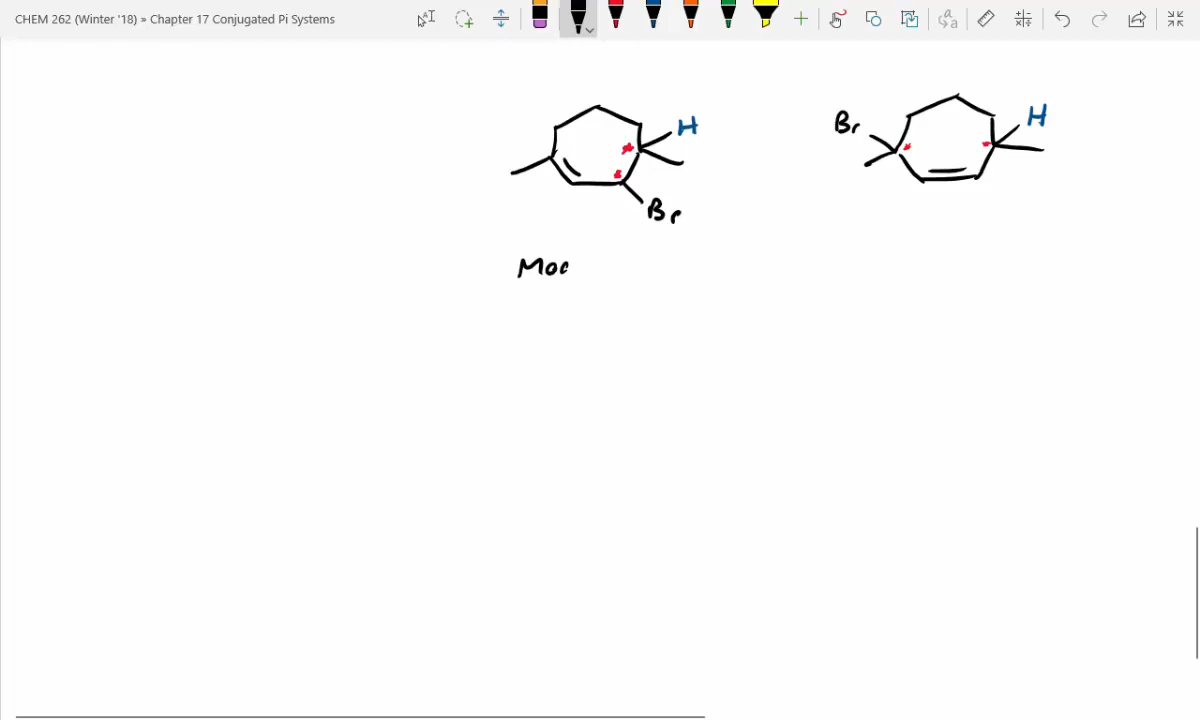 CHEM 262 (Winter '18) » Chapter 17 Conjugated Pi Systems
H
Br
Br
H
Moc